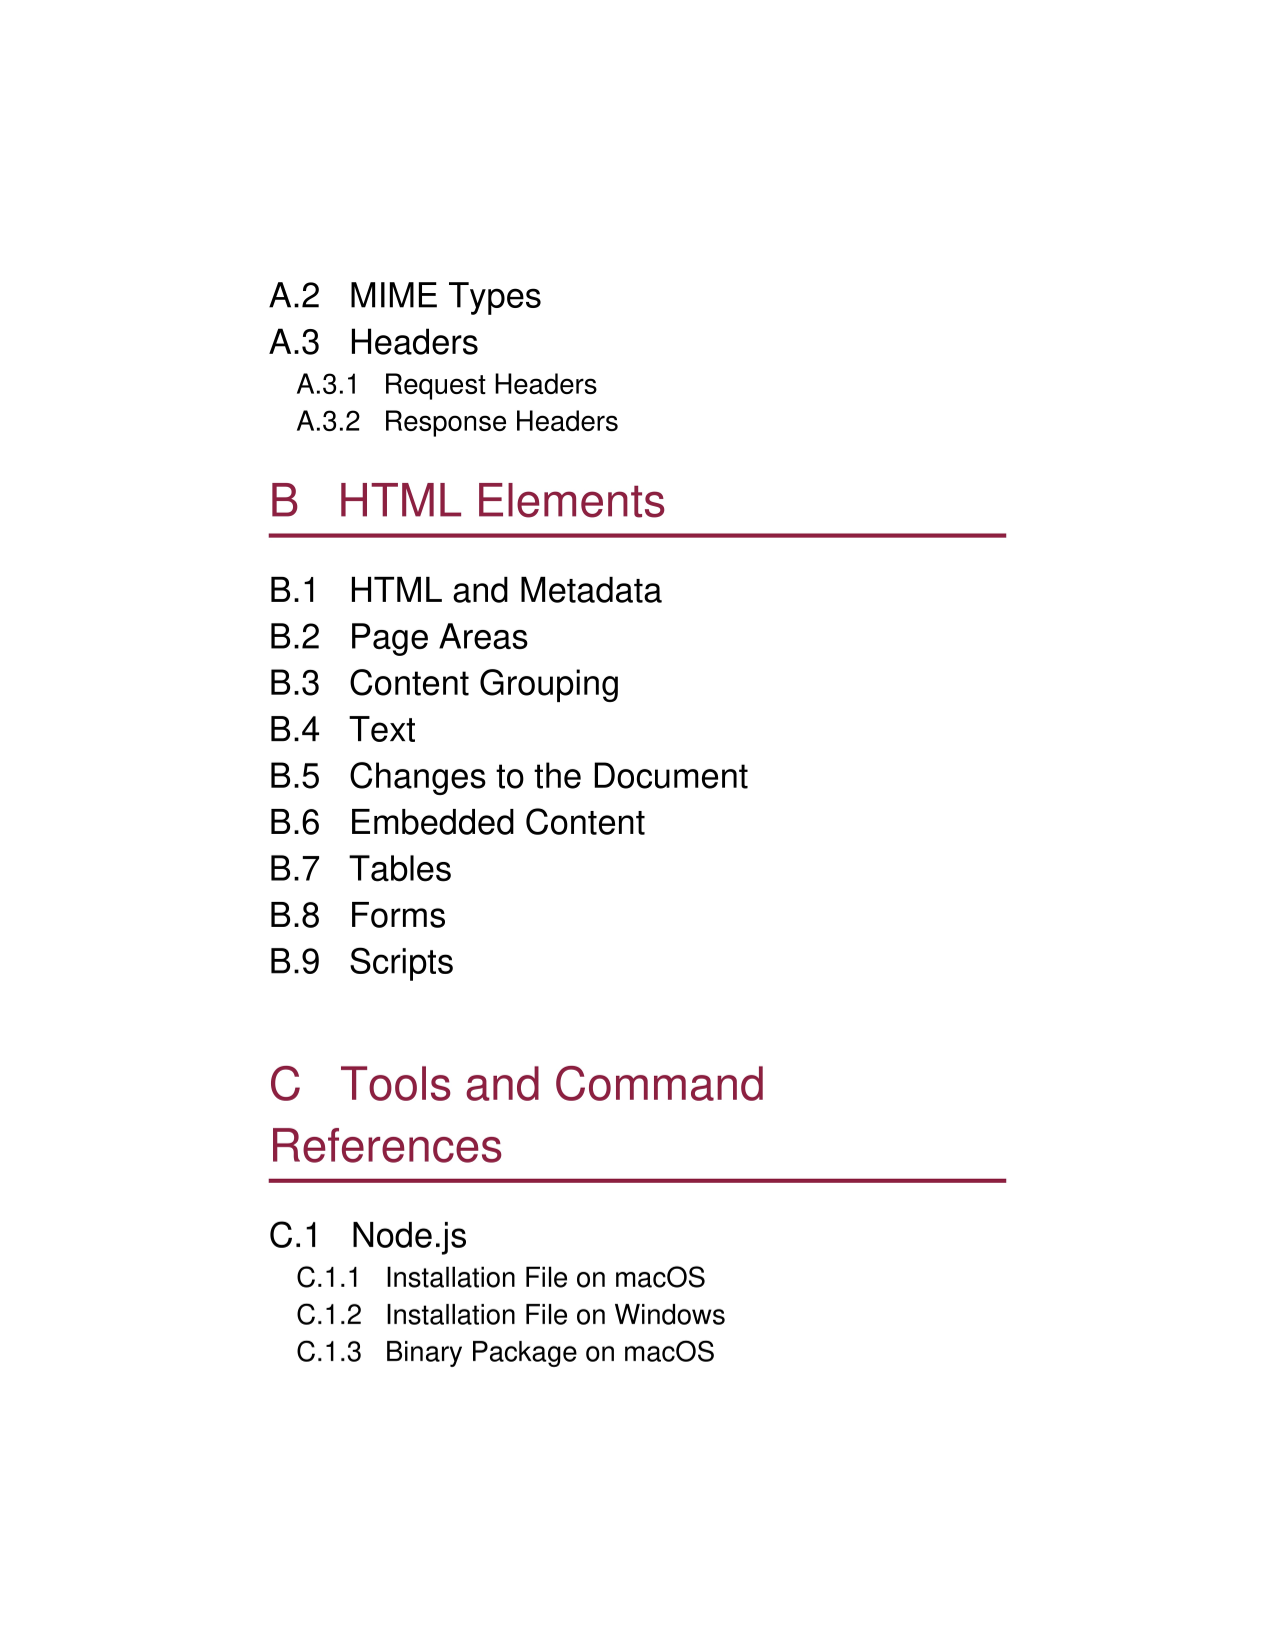 A.2 MIME Types
A.3 Headers
A.3.1 Request Headers
A.3.2 Response Headers
B HTML Elements
B.1 HTML and Metadata
B.2 Page Areas
B.3 Content Grouping
B.4 Text
B.5 Changes to the Document
B.6 Embedded Content
B.7 Tables
B.8 Forms
B.9 Scripts
C Tools and Command
References
C.1 Node.js
C.1.1 Installation File on macOS
C.1.2 Installation File on Windows
C.1.3 Binary Package on macOS